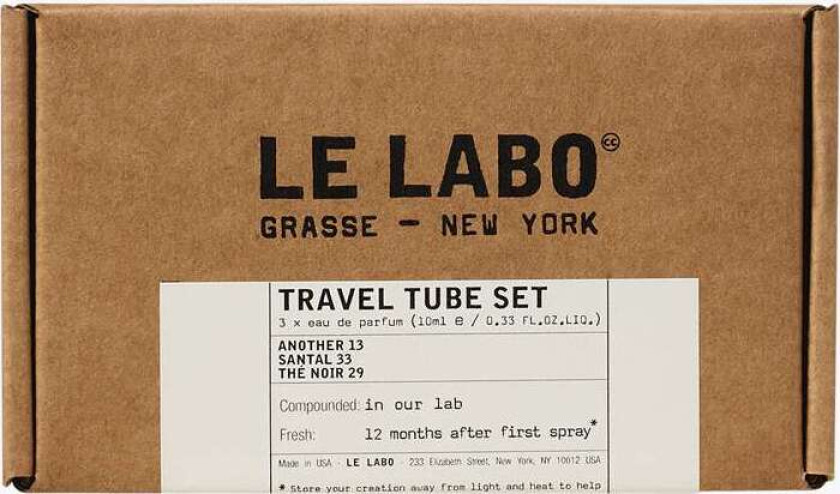 LE LABO cc
GRASSE — NEW YORK
TRAVEL TUBE SET
3 x eau de parfum (10ml e / 0.33 FL.OZ.LIQ.)
ANOTHER 13
SANTAL 33
THÉ NOIR 29
Compounded: in our lab
Fresh: 12 months after first spray*
Made in USA - LE LABO - 233 Elizabeth Street, New York, NY 10012 USA
* Store your creation away from light and heat to help